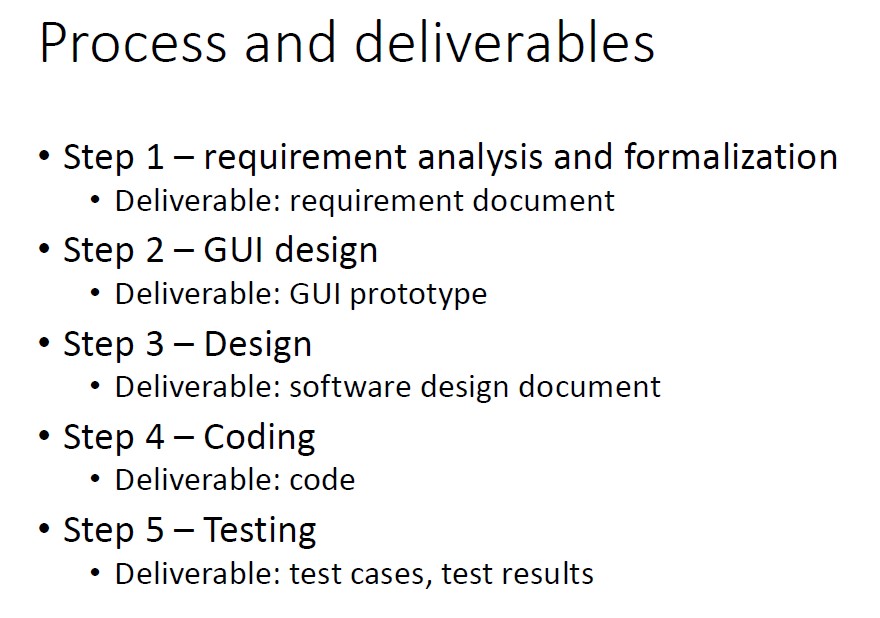 Process and deliverables
• Step 1 – requirement analysis and formalization
• Deliverable: requirement document
• Step 2 – GUI design
• Deliverable: GUI prototype
• Step 3 – Design
• Deliverable: software design document
• Step 4 – Coding
• Deliverable: code
• Step 5 – Testing
• Deliverable: test cases, test results